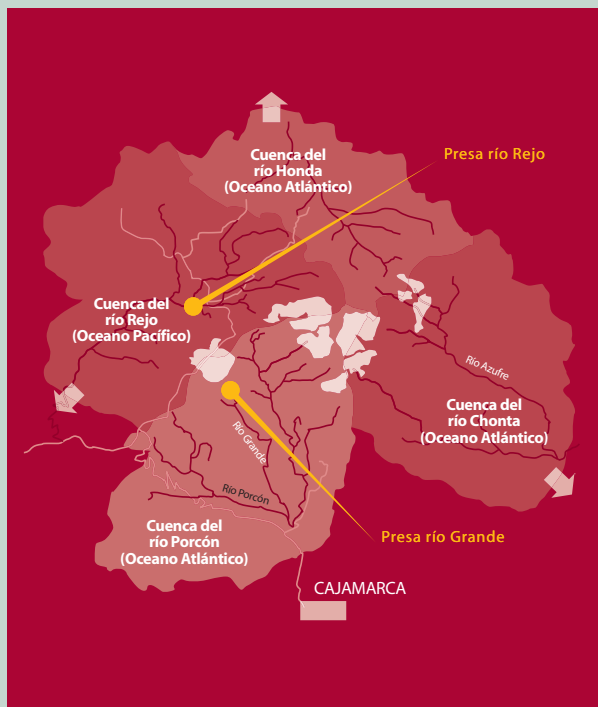 Presa río Rejo
Cuenca del
río Honda
(Oceano Atlántico)
Cuenca del
río Rejo
(Oceano Pacífico)
Río Azufre
Cuenca del
río Chonta
(Oceano Atlántico)
Río Grande
Río Porcón
Cuenca del
río Porcón
(Oceano Atlántico)
Presa río Grande
CAJAMARCA